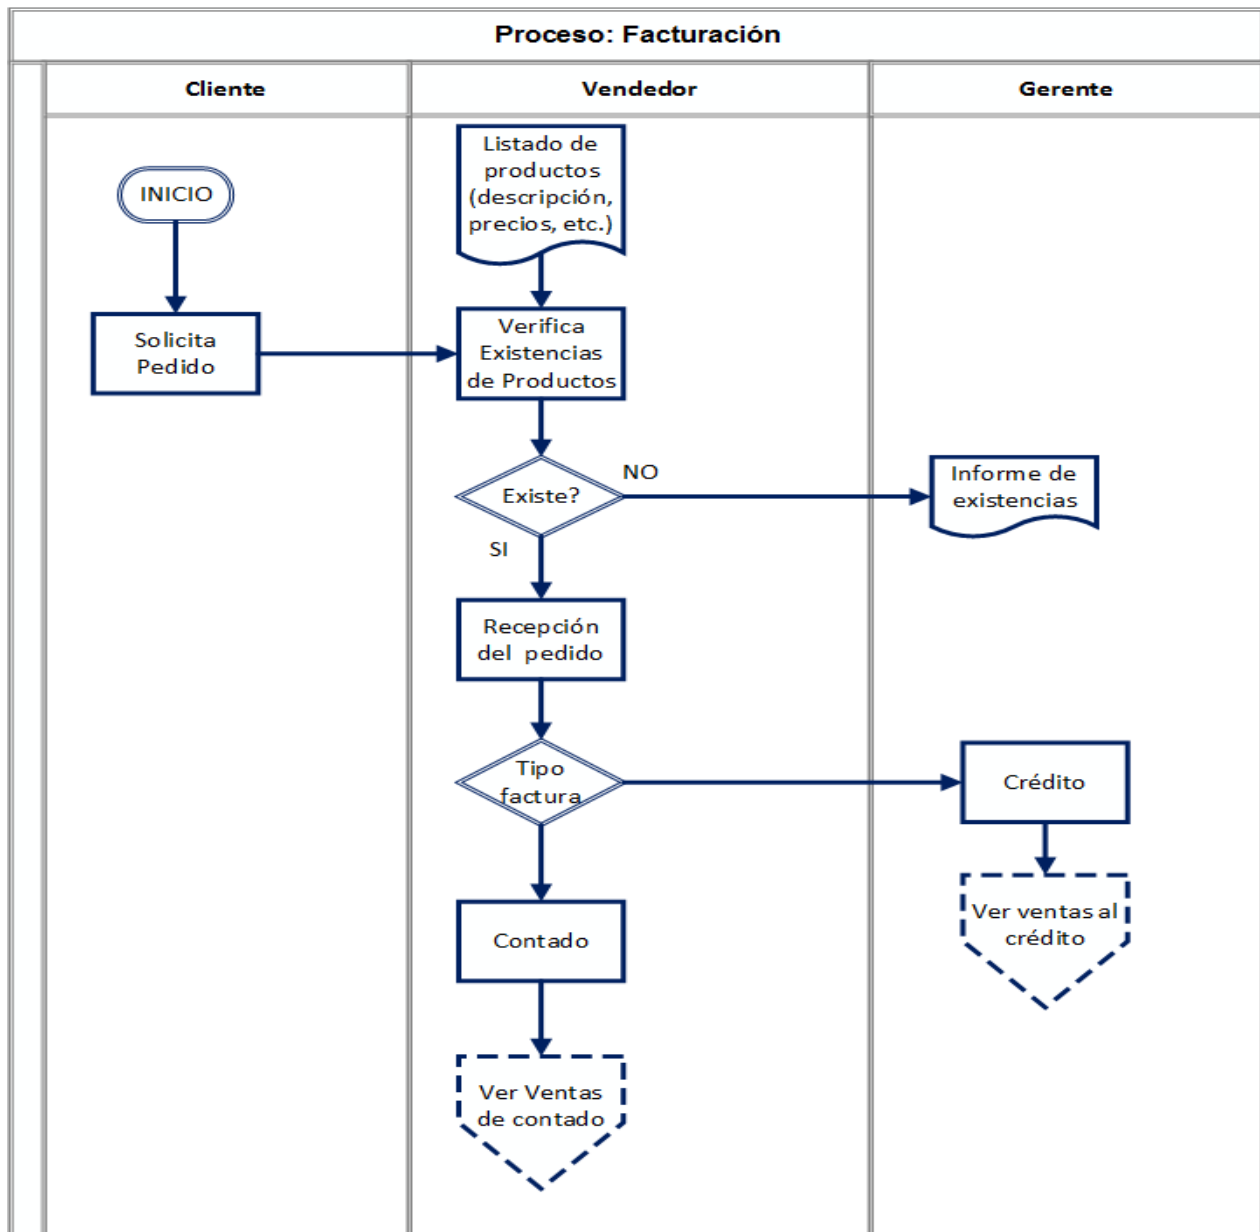 Proceso: Facturación
Cliente
Vendedor
Gerente
INICIO
Listado de
productos
(descripción,
precios, etc.)
Solicita
Pedido
Verifica
Existencias
de Productos
Existe?
NO
Informe de
existencias
SI
Recepción
del pedido
Tipo
factura
Crédito
Contado
Ver ventas al
crédito
Ver Ventas
de contado